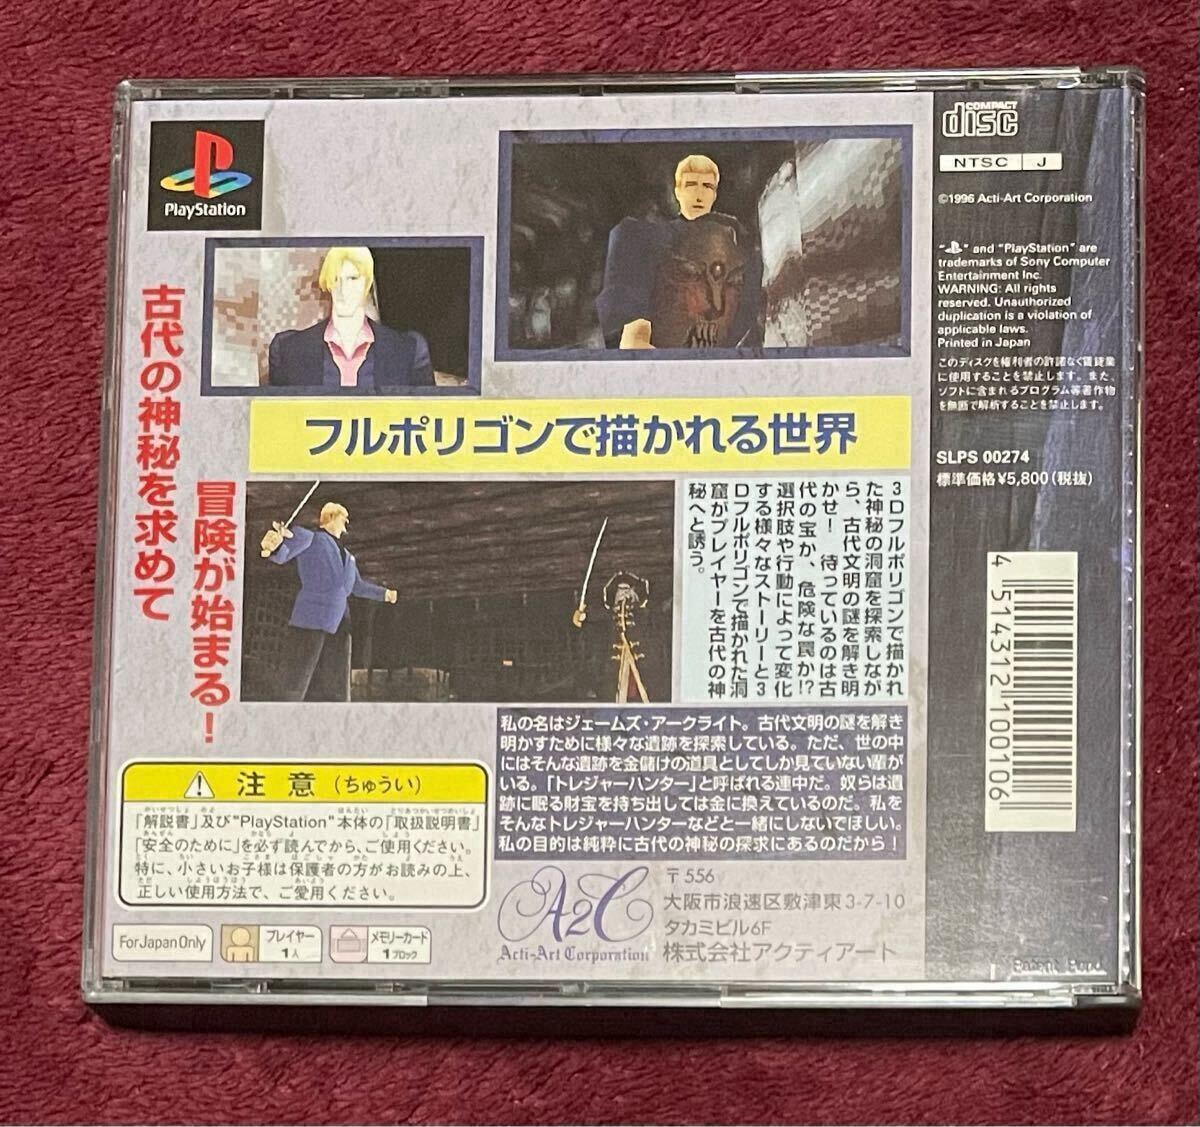 PlayStation
古代の神秘を求めて
冒険が始まる!
フルポリゴンで描かれる世界
3Dフルポリゴンで描かれ
た神秘の洞窟を探索しなが
ら、古代文明の謎を解き明
かせ! 待っているのは古
代の宝か、危険な罠か!?
選択肢や行動によって変化
する様々なストーリーと3
Dフルポリゴンで描かれた洞
窟がプレイヤーを古代の神
秘へと誘う。
私の名はジェームズ・アークライト。古代文明の謎を解き
明かすために様々な遺跡を探索している。ただ、世の中
にはそんな遺跡を金儲けの道具としてしか見ていない輩が
いる。「トレジャーハンター」と呼ばれる連中だ。奴らは遺
跡に眠る財宝を持ち出しては金に換えているのだ。私を
そんなトレジャーハンターなどと一緒にしないでほしい。
私の目的は純粋に古代の神秘の探求にあるのだから!
注意(ちゅうい)
「解説書」及び"PlayStation"本体の「取扱説明書」
「安全のために」を必ず読んでから、ご使用ください。
特に、小さいお子様は保護者の方がお読みの上、
正しい使用方法で、ご愛用ください。
For Japan Only
プレイヤー
1人
メモリーカード
1ブロック
A2C
Acti-Art Corporation
〒556
大阪市浪速区敷津東3-7-10
タカミビル6F
株式会社アクティアート
COMPACT
disc
NTSC J
©1996 Acti-Art Corporation
" " and "PlayStation" are
trademarks of Sony Computer
Entertainment Inc.
WARNING: All rights
reserved. Unauthorized
duplication is a violation of
applicable laws.
Printed in Japan
このディスクを権利者の許諾なく賃貸業
に使用することを禁止します。また、
ソフトに含まれるプログラム等著作物
を無断で解析することを禁止します。
SLPS 00274
標準価格¥5,800(税抜)
4 514312 100106